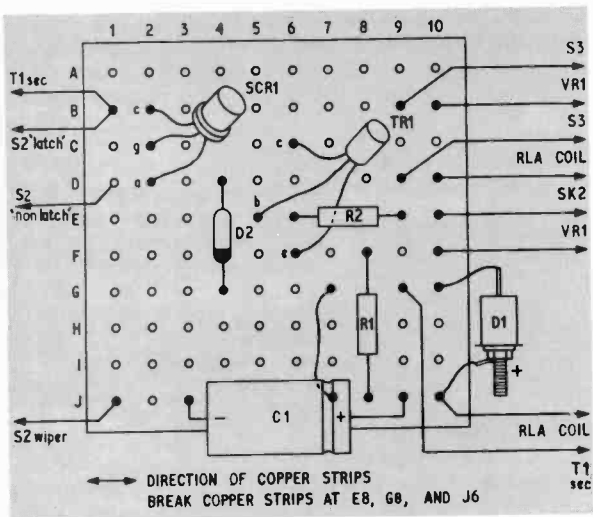 1 2 3 4 5 6 7 8 9 10
S3
A
T1 sec
SCR1
VR1
B
c
TR1
S3
S2 "latch"
C
g
c
RLA COIL
S2
D
a
"non latch"
b
SK2
E
R2
D2
VR1
F
e
G
R1
D1
H
I
+
J
- C1 +
S2 wiper
RLA COIL
DIRECTION OF COPPER STRIPS
T1
sec
BREAK COPPER STRIPS AT E8, G8, AND J6